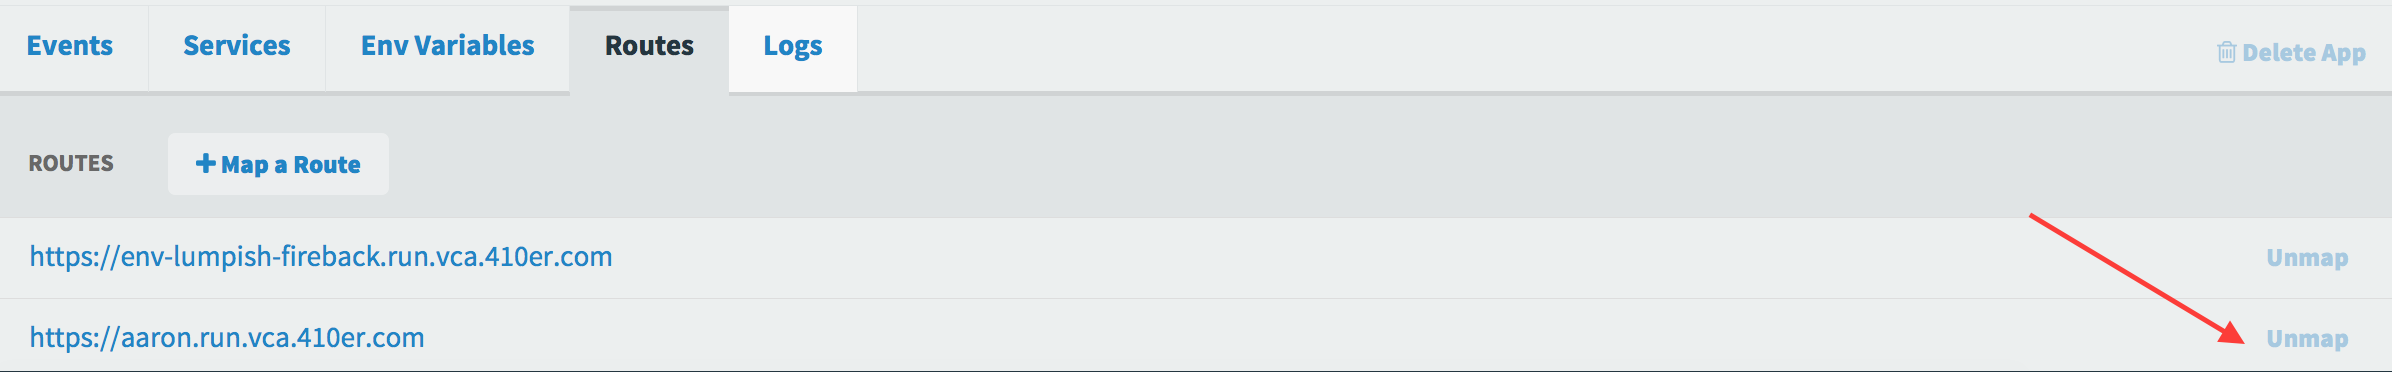 Events Services Env Variables Routes Logs Delete App
ROUTES + Map a Route
https://env-lumpish-fireback.run.vca.410er.com Unmap
https://aaron.run.vca.410er.com Unmap